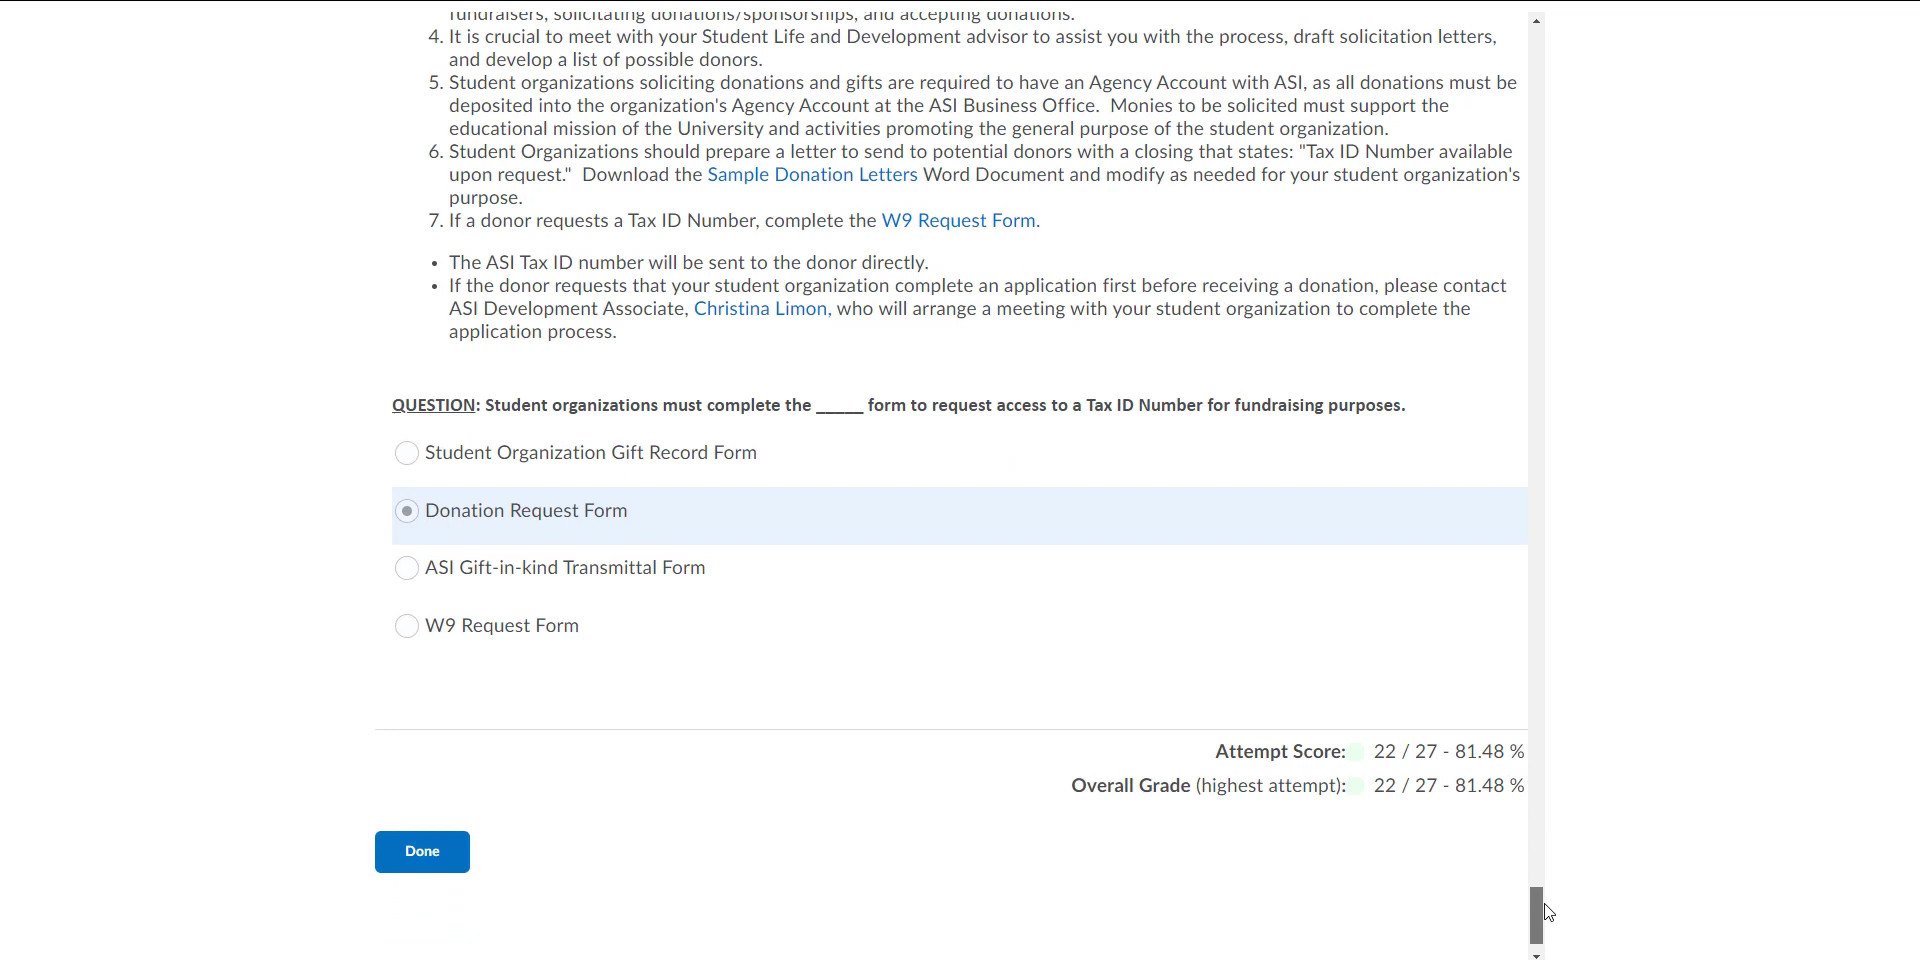 fundraisers, solicitating donations/sponsorships, and accepting donations.
4. It is crucial to meet with your Student Life and Development advisor to assist you with the process, draft solicitation letters,
and develop a list of possible donors.
5. Student organizations soliciting donations and gifts are required to have an Agency Account with ASI, as all donations must be
deposited into the organization's Agency Account at the ASI Business Office.  Monies to be solicited must support the
educational mission of the University and activities promoting the general purpose of the student organization.
6. Student Organizations should prepare a letter to send to potential donors with a closing that states: "Tax ID Number available
upon request."  Download the Sample Donation Letters Word Document and modify as needed for your student organization's
purpose.
7. If a donor requests a Tax ID Number, complete the W9 Request Form.
• The ASI Tax ID number will be sent to the donor directly.
• If the donor requests that your student organization complete an application first before receiving a donation, please contact
ASI Development Associate, Christina Limon, who will arrange a meeting with your student organization to complete the
application process.
QUESTION: Student organizations must complete the _____ form to request access to a Tax ID Number for fundraising purposes.
Student Organization Gift Record Form
Donation Request Form
ASI Gift-in-kind Transmittal Form
W9 Request Form
Attempt Score: 22 / 27 - 81.48 %
Overall Grade (highest attempt): 22 / 27 - 81.48 %
Done